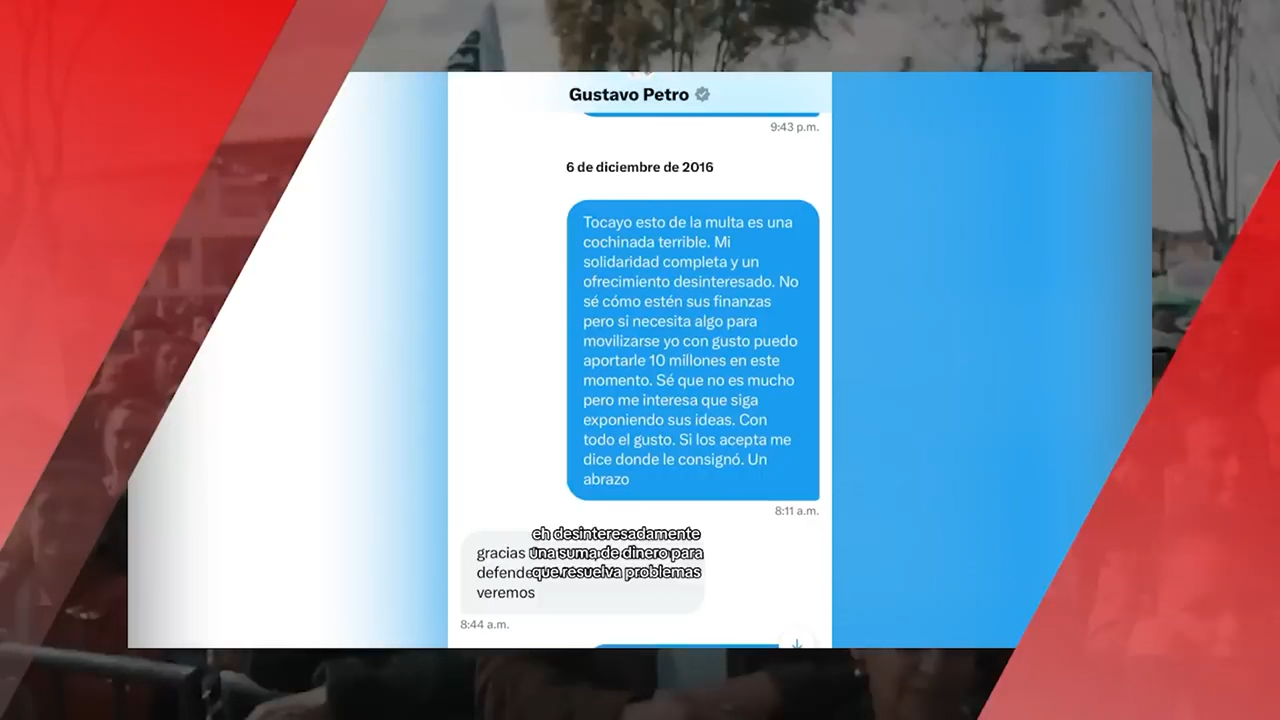 Gustavo Petro
9:43 p.m.
6 de diciembre de 2016
Tocayo esto de la multa es una
cochinada terrible. Mi
solidaridad completa y un
ofrecimiento desinteresado. No
sé cómo estén sus finanzas
pero si necesita algo para
movilizarse yo con gusto puedo
aportarle 10 millones en este
momento. Sé que no es mucho
pero me interesa que siga
exponiendo sus ideas. Con
todo el gusto. Si los acepta me
dice donde le consignó. Un
abrazo
8:11 a.m.
eh desinteresadamente
una suma de dinero para
que resuelva problemas
gracias
veremos
8:44 a.m.